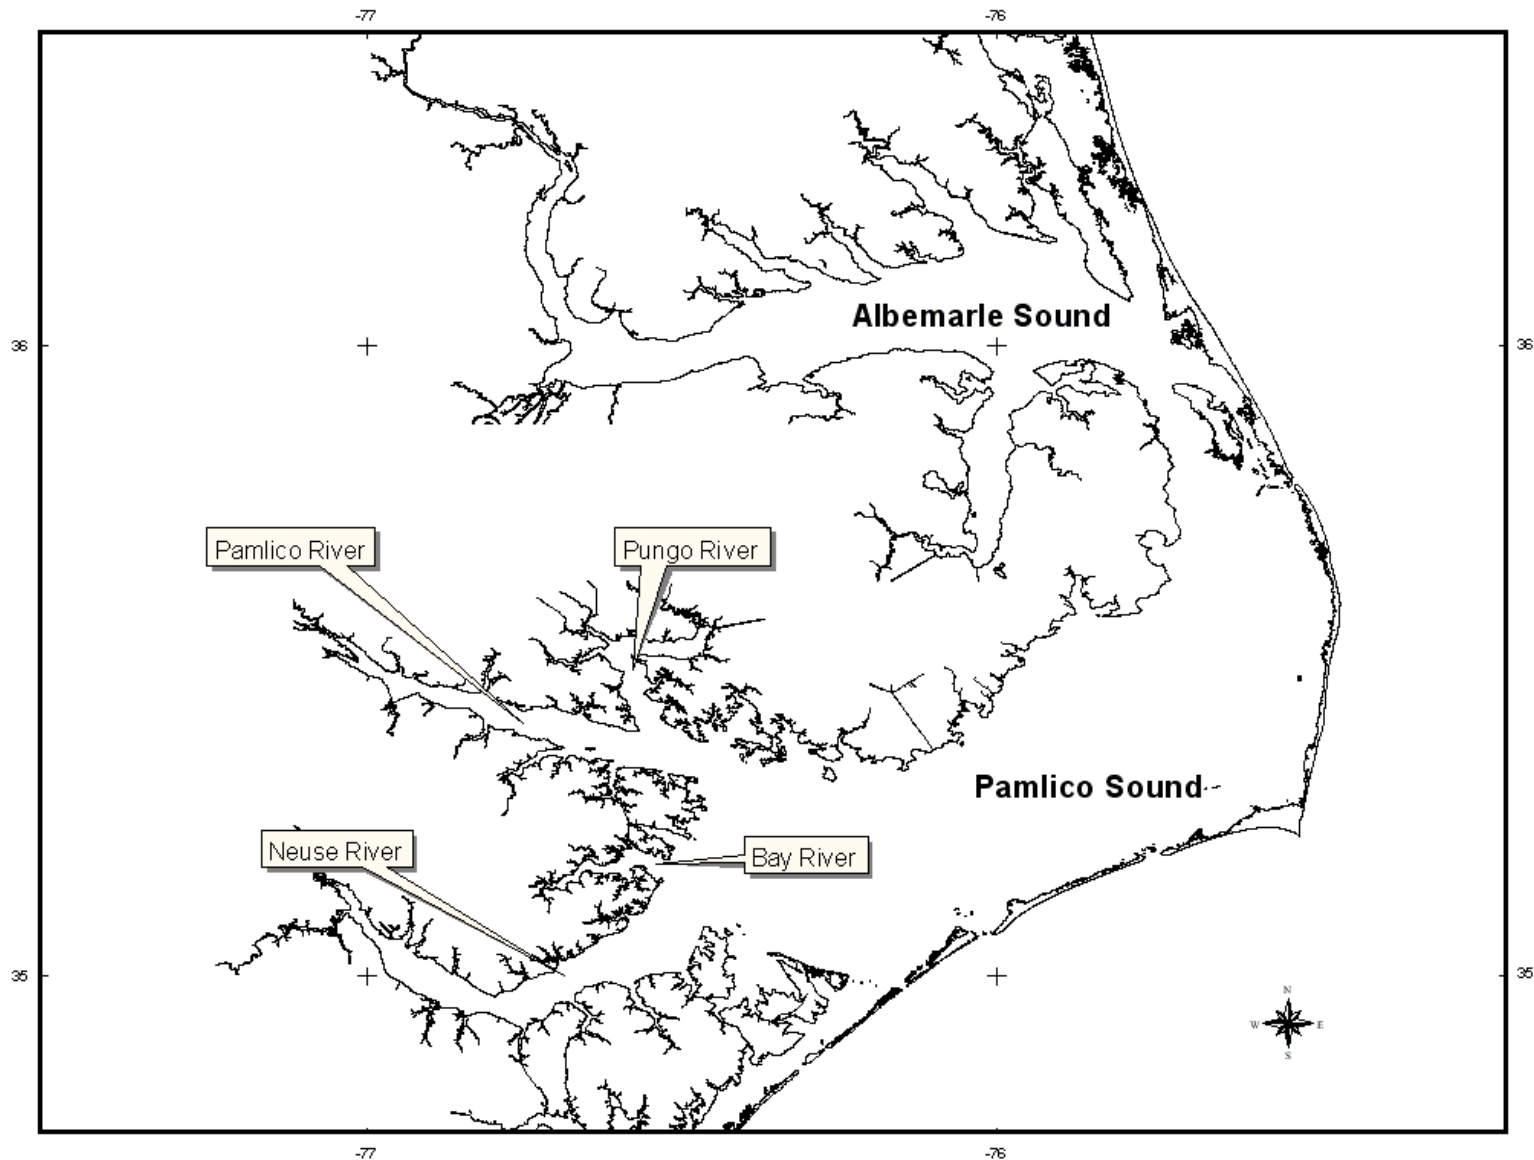 -77
-76
Albemarle Sound
36
36
Pamlico River
Pungo River
Pamlico Sound
Neuse River
Bay River
35
35
N
W
E
S
-77
-76